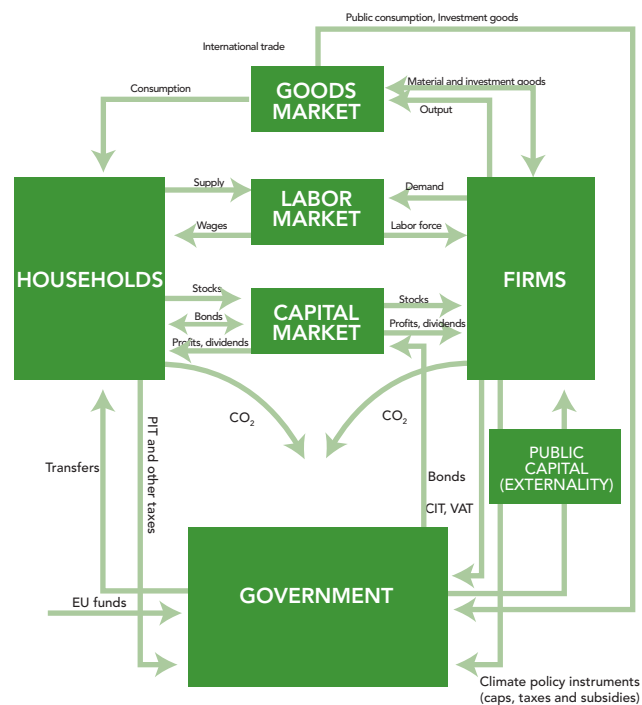 Public consumption, Investment goods
International trade
GOODS
MARKET
Consumption
Material and investment goods
Output
Supply
LABOR
MARKET
Demand
Wages
Labor force
HOUSEHOLDS
FIRMS
Stocks
CAPITAL
MARKET
Stocks
Bonds
Profits, dividends
Profits, dividends
CO2
CO2
PIT and other taxes
Transfers
Bonds
PUBLIC
CAPITAL
(EXTERNALITY)
CIT, VAT
GOVERNMENT
EU funds
Climate policy instruments
(caps, taxes and subsidies)